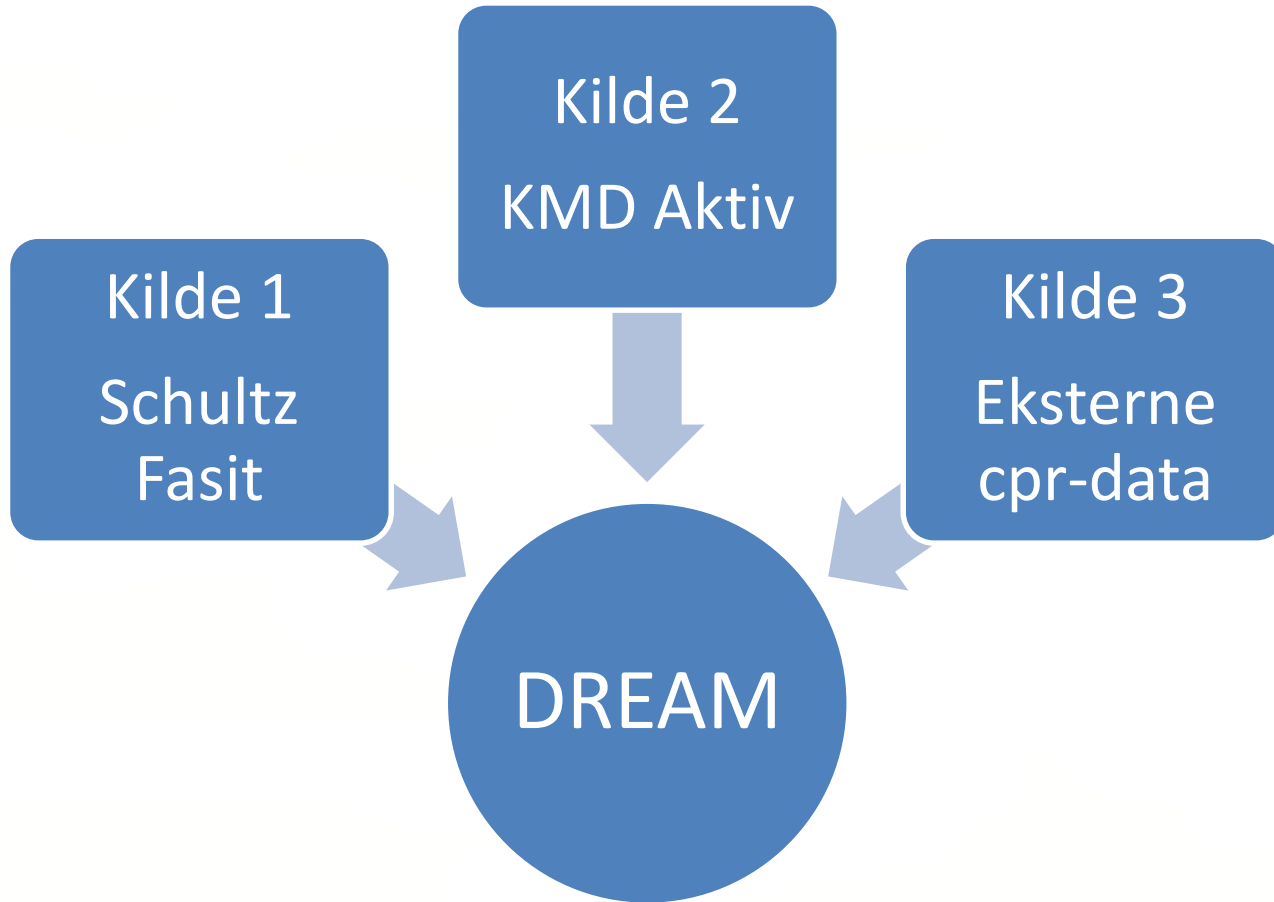 Kilde 1
Schultz
Fasit
Kilde 2
KMD Aktiv
Kilde 3
Eksterne
cpr-data
DREAM